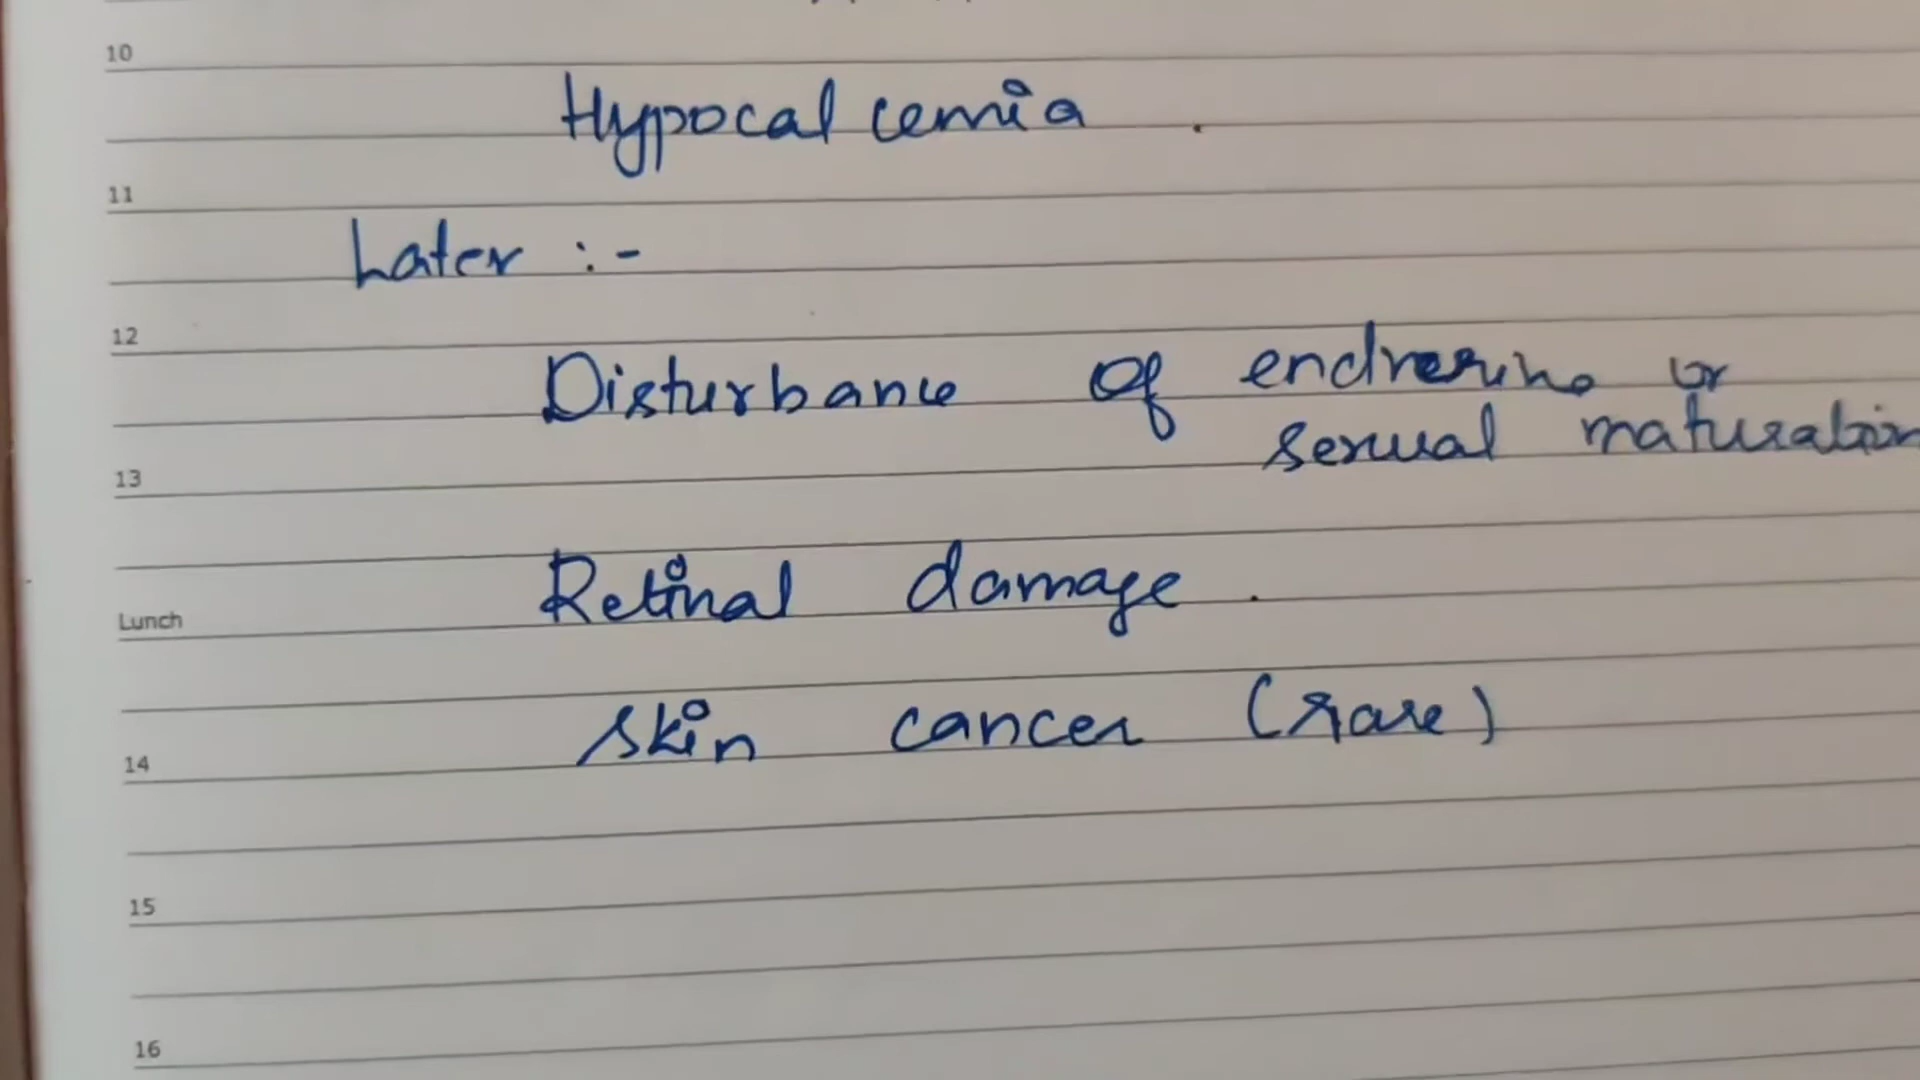 10
Hypocalcemia .
11
Later :-
12
Disturbance of or
sexual maturation
13
Retinal damage .
Lunch
skin cancer (rare)
14
15
16